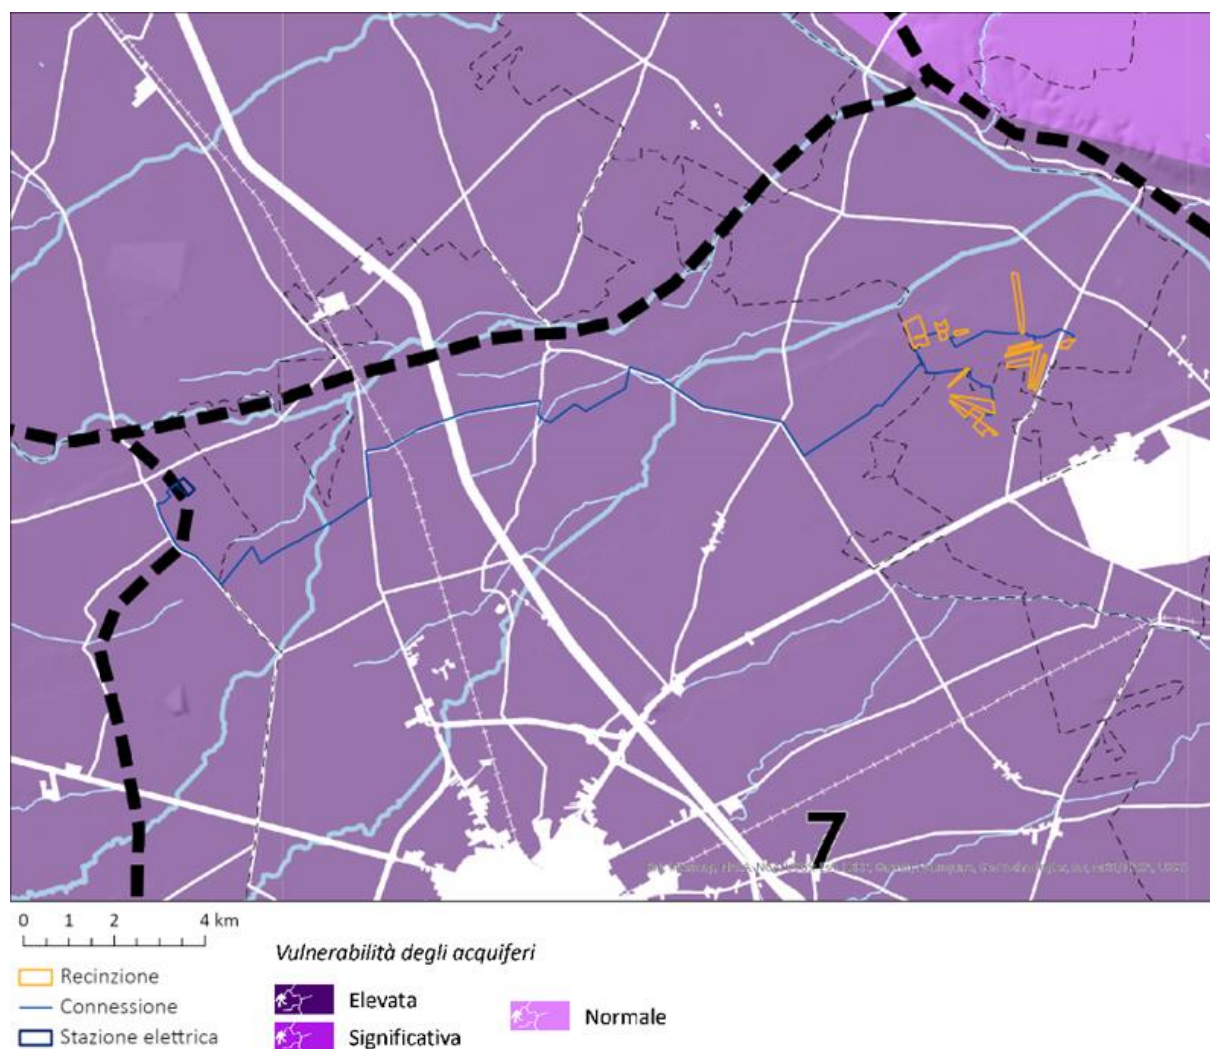 7
0 1 2 4 km
Recinzione
Connessione
Stazione elettrica
Vulnerabilità degli acquiferi
Elevata
Significativa
Normale